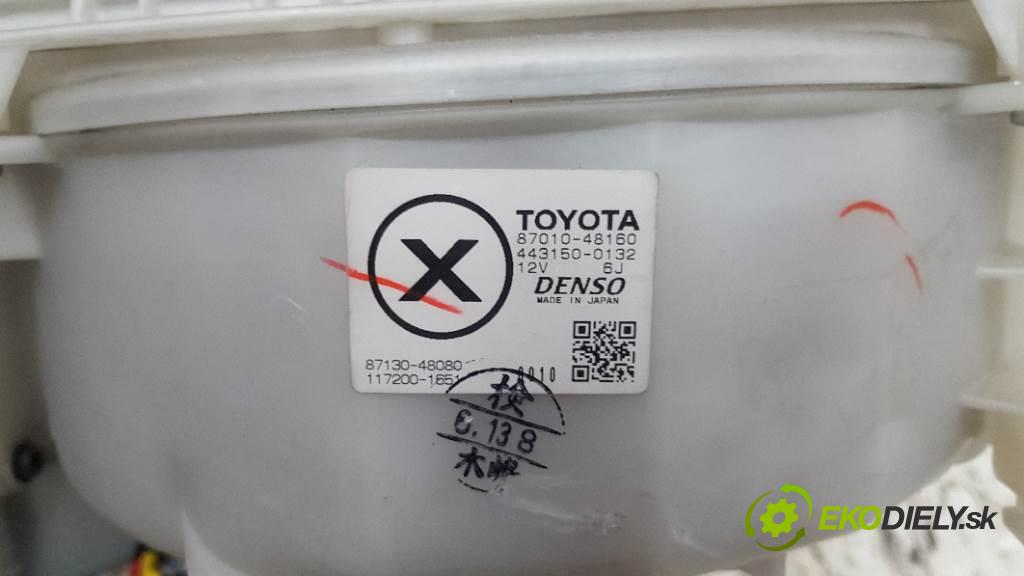 X
TOYOTA
87010-48160
443150-0132
12V 6J
DENSO
MADE IN JAPAN
87130-48080
117200-1651
0010
検
6.13 8
木
EKODIELY.sk